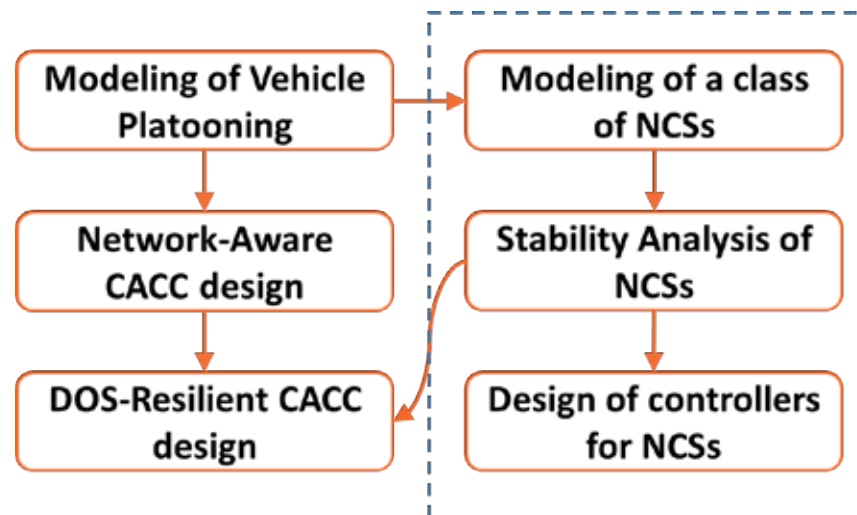 Modeling of Vehicle
Platooning
Modeling of a class
of NCSs
Network-Aware
CACC design
Stability Analysis of
NCSs
DOS-Resilient CACC
design
Design of controllers
for NCSs